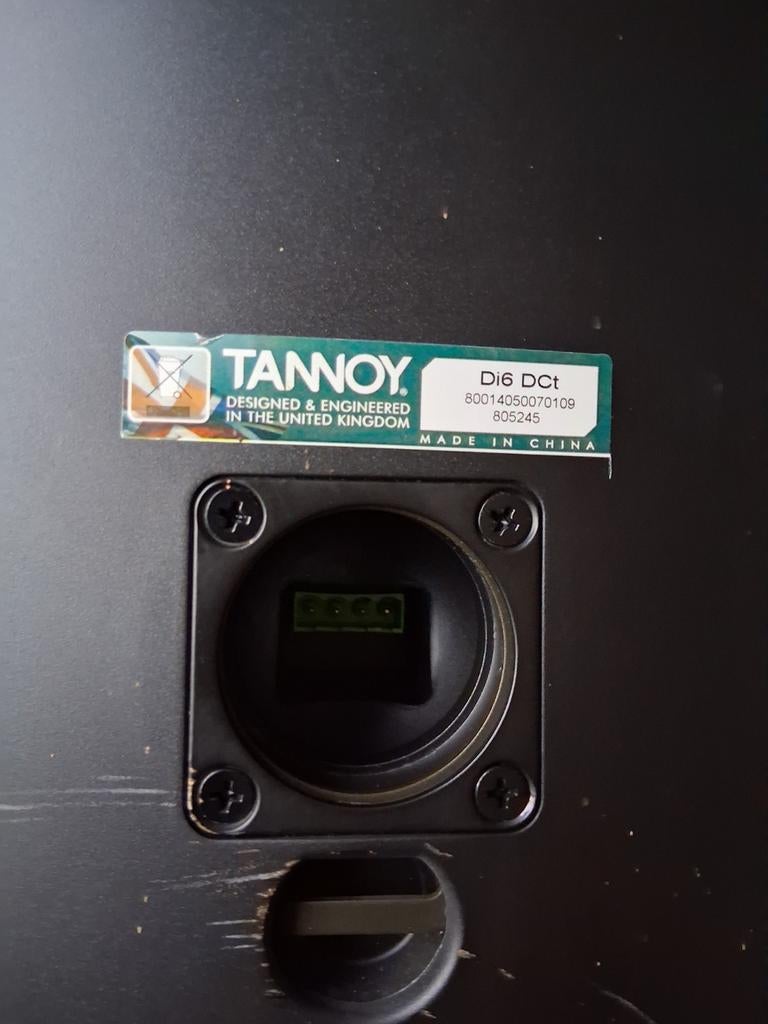 TANNOY®
DESIGNED & ENGINEERED
IN THE UNITED KINGDOM
Di6 DCt
80014050070109
805245
MADE IN CHINA